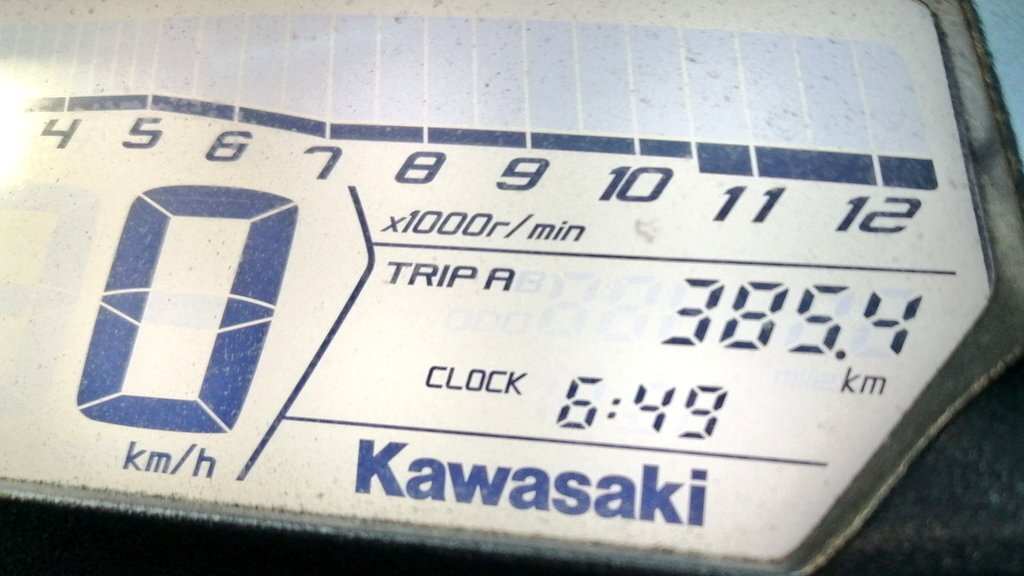 4 5 6 7 8 9 10 11 12
x1000r/min
0
km/h
TRIP A 385.4
km
CLOCK 6:49
Kawasaki